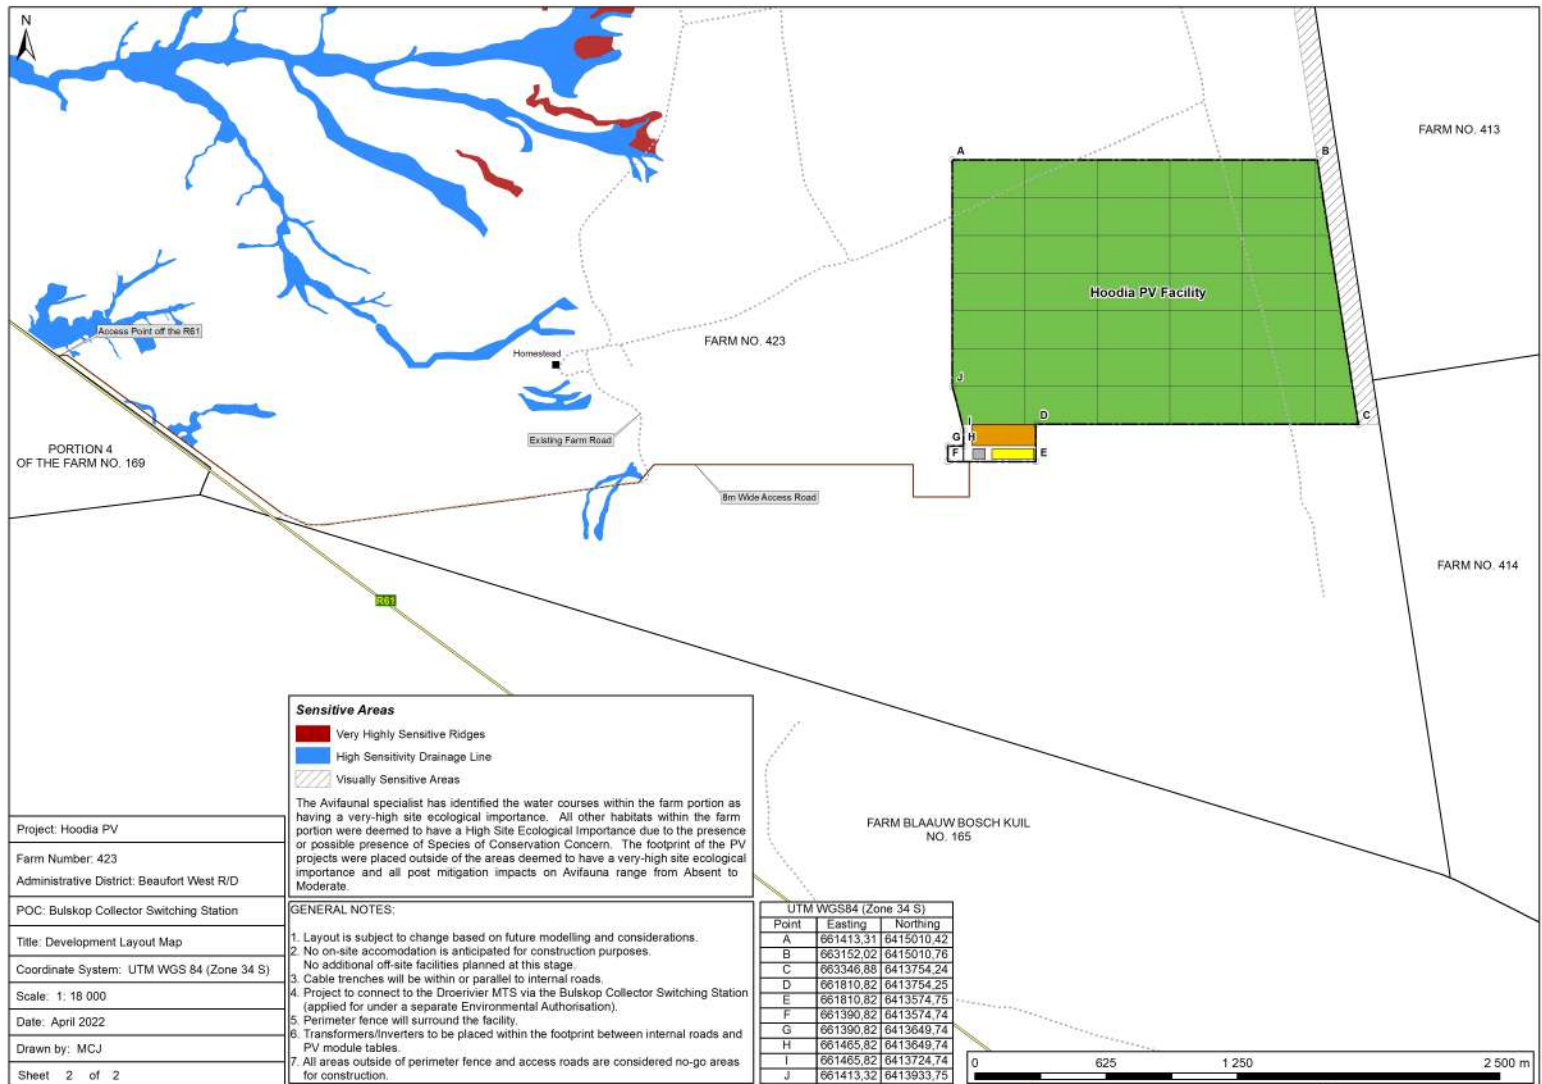 N
FARM NO. 413
A
B
Hoodia PV Facility
Access Point off the R61
Homestead
FARM NO. 423
J
I
D
C
G
H
F
E
Existing Farm Road
PORTION 4
OF THE FARM NO. 169
8m Wide Access Road
FARM NO. 414
R61
Sensitive Areas
Very Highly Sensitive Ridges
High Sensitivity Drainage Line
Visually Sensitive Areas
The Avifaunal specialist has identified the water courses within the farm portion as
having a very-high site ecological importance. All other habitats within the farm
portion were deemed to have a High Site Ecological Importance due to the presence
or possible presence of Species of Conservation Concern. The footprint of the PV
projects were placed outside of the areas deemed to have a very-high site ecological
importance and all post mitigation impacts on Avifauna range from Absent to
Moderate.
FARM BLAAUW BOSCH KUIL
NO. 165
Project: Hoodia PV
Farm Number: 423
Administrative District: Beaufort West R/D
POC: Bulskop Collector Switching Station
Title: Development Layout Map
Coordinate System: UTM WGS 84 (Zone 34 S)
Scale: 1: 18 000
Date: April 2022
Drawn by: MCJ
Sheet 2 of 2
GENERAL NOTES:
1. Layout is subject to change based on future modelling and considerations.
2. No on-site accomodation is anticipated for construction purposes.
No additional off-site facilities planned at this stage.
3. Cable trenches will be within or parallel to internal roads.
4. Project to connect to the Droerivier MTS via the Bulskop Collector Switching Station
(applied for under a separate Environmental Authorisation).
5. Perimeter fence will surround the facility.
6. Transformers/Inverters to be placed within the footprint between internal roads and
PV module tables.
7. All areas outside of perimeter fence and access roads are considered no-go areas
for construction.
UTM WGS84 (Zone 34 S)
Point Easting Northing
A 661413,31 6415010,42
B 663152,02 6415010,76
C 663346,88 6413754,24
D 661810,82 6413754,25
E 661810,82 6413574,75
F 661390,82 6413574,74
G 661390,82 6413649,74
H 661465,82 6413649,74
I 661465,82 6413724,74
J 661413,32 6413933,75
0 625 1 250 2 500 m